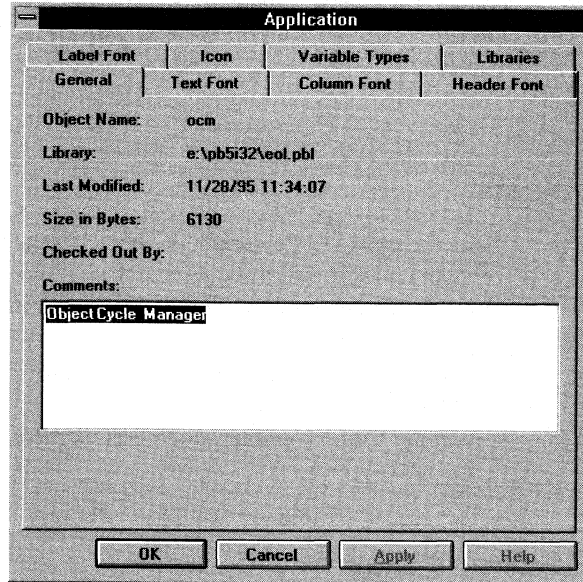 Application
Label Font Icon Variable Types Libraries
General Text Font Column Font Header Font
Object Name: ocm
Library: e:\pb5i32\eol.pbl
Last Modified: 11/28/95 11:34:07
Size in Bytes: 6130
Checked Out By:
Comments:
ObjectCycle Manager
OK Cancel Apply Help